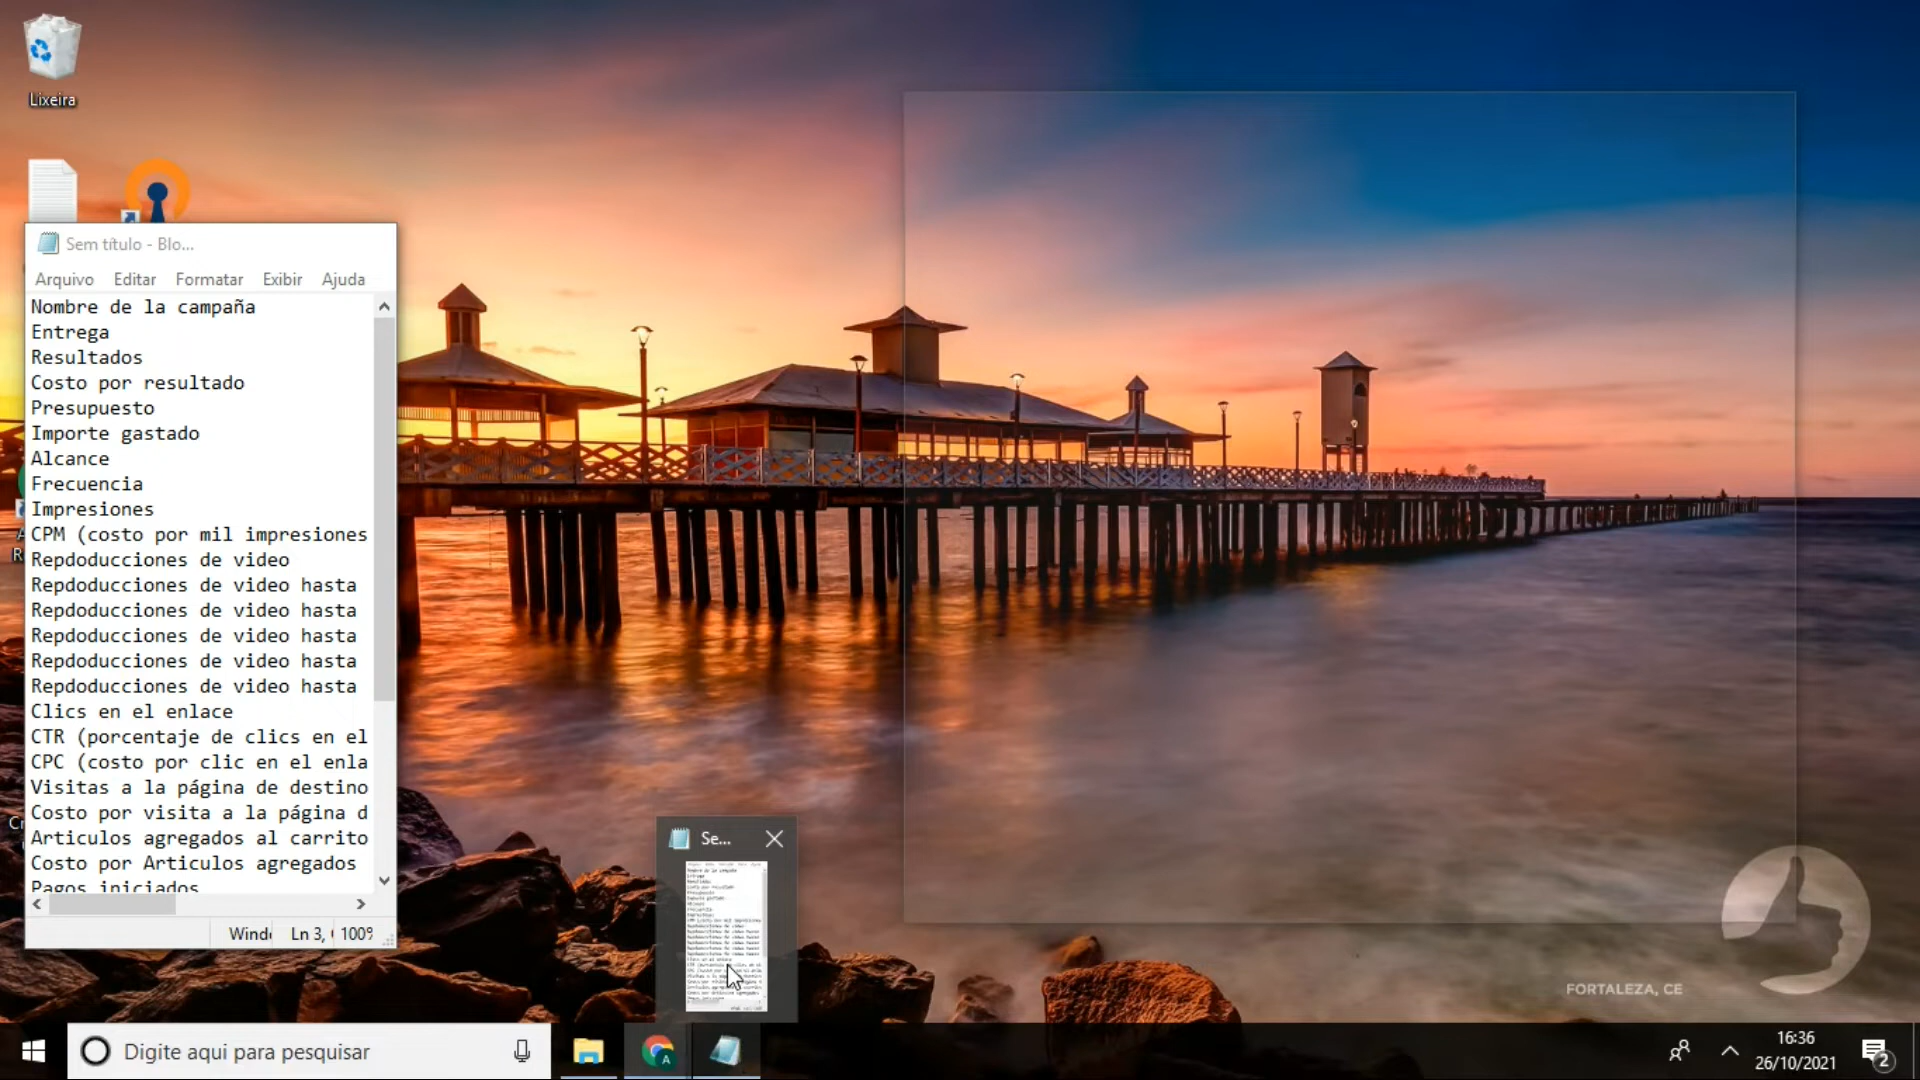 Lixeira
Sem título - Blo...
Arquivo Editar Formatar Exibir Ajuda
Nombre de la campaña
Entrega
Resultados
Costo por resultado
Presupuesto
Importe gastado
Alcance
Frecuencia
Impresiones
CPM (costo por mil impresiones
Repdoducciones de video
Repdoducciones de video hasta
Repdoducciones de video hasta
Repdoducciones de video hasta
Repdoducciones de video hasta
Repdoducciones de video hasta
Clics en el enlace
CTR (porcentaje de clics en el
CPC (costo por clic en el enla
Visitas a la página de destino
Costo por visita a la página d
Articulos agregados al carrito
Costo por Articulos agregados
Pagos iniciados
Ln 3, 100%
Se...
FORTALEZA, CE
Digite aqui para pesquisar
A
16:36
26/10/2021
2